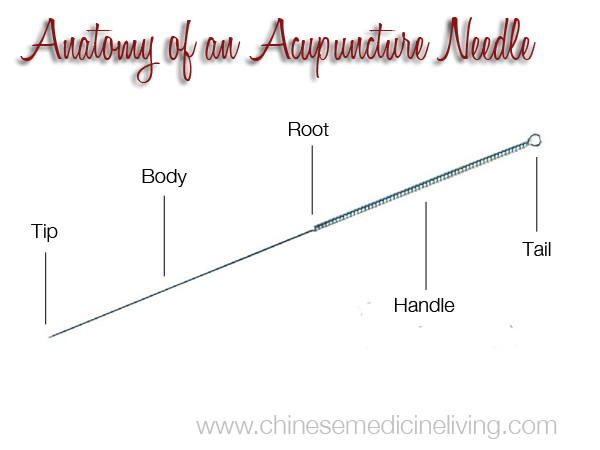 Anatomy of an Acupuncture Needle
Root
Body
Tip
Tail
Handle
www.chinesemedicineliving.com